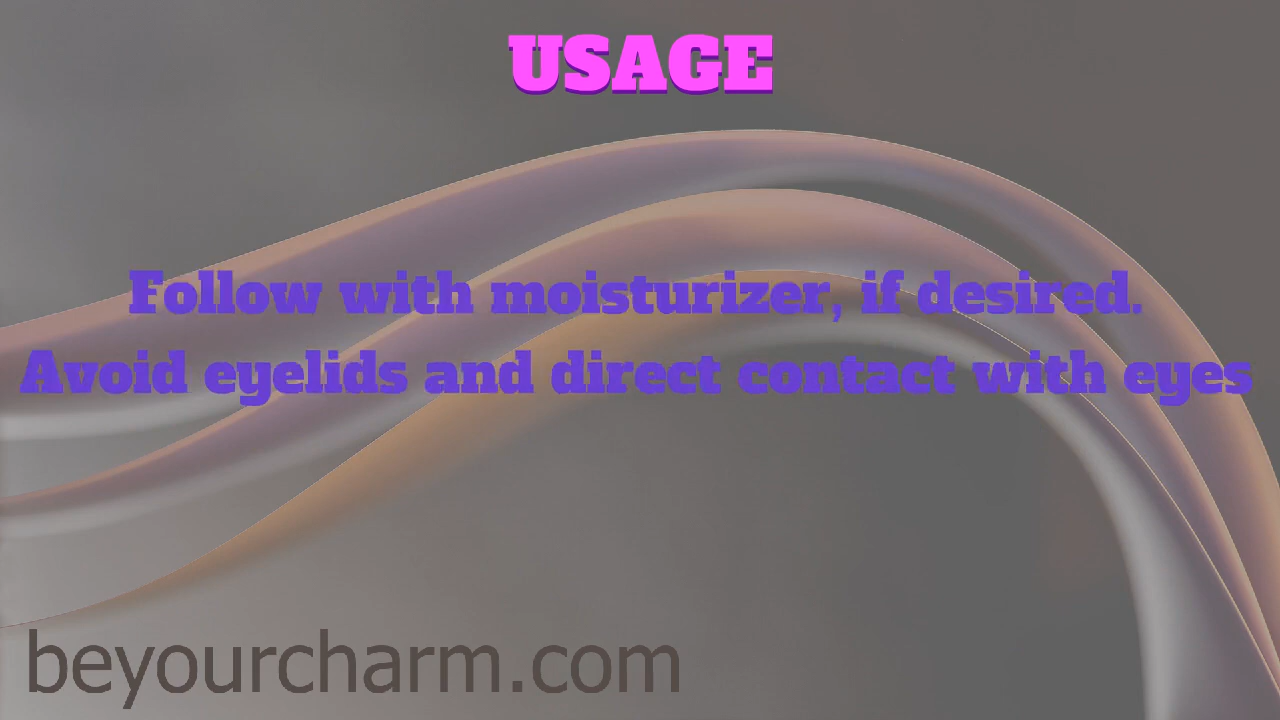 USAGE
Follow with moisturizer, if desired.
Avoid eyelids and direct contact with eyes
beyourcharm.com